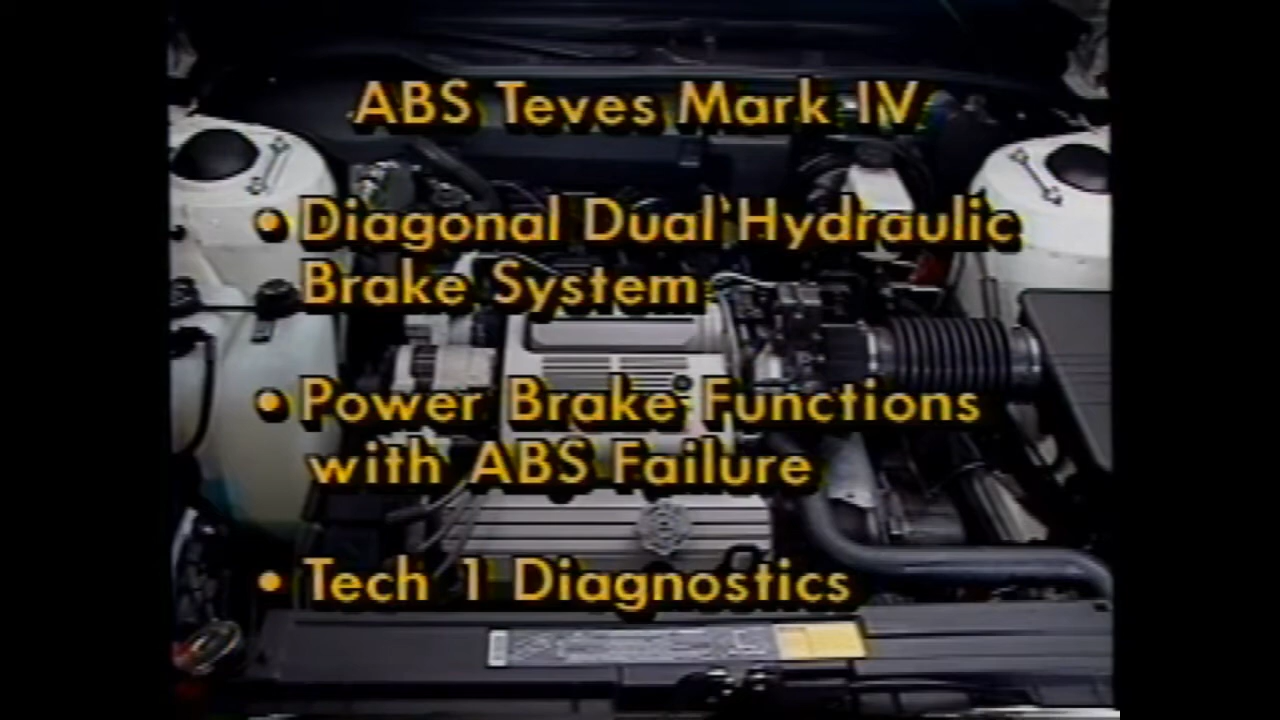 ABS Teves Mark IV
• Diagonal Dual Hydraulic
Brake System
• Power Brake Functions
with ABS Failure
• Tech 1 Diagnostics